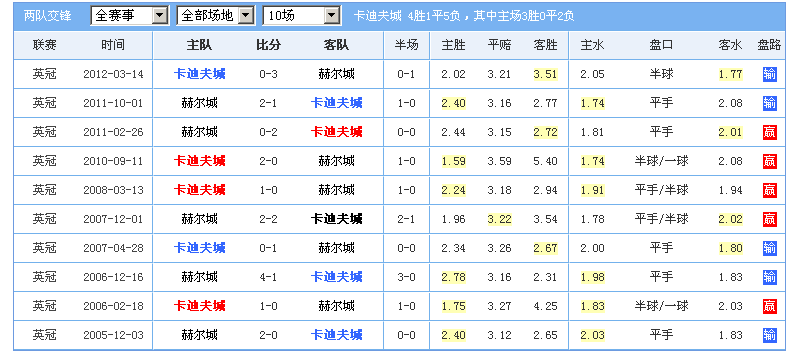 两队交锋 全赛事 全部场地 10场 卡迪夫城 4胜1平5负，其中主场3胜0平2负
联赛 时间 主队 比分 客队 半场 主胜 平赔 客胜 主水 盘口 客水 盘路
英冠 2012-03-14 卡迪夫城 0-3 赫尔城 0-1 2.02 3.21 3.51 2.05 半球 1.77 输
英冠 2011-10-01 赫尔城 2-1 卡迪夫城 1-0 2.40 3.16 2.77 1.74 平手 2.08 输
英冠 2011-02-26 赫尔城 0-2 卡迪夫城 0-0 2.44 3.15 2.72 1.81 平手 2.01 赢
英冠 2010-09-11 卡迪夫城 2-0 赫尔城 1-0 1.59 3.59 5.40 1.74 半球/一球 2.08 赢
英冠 2008-03-13 卡迪夫城 1-0 赫尔城 1-0 2.24 3.18 2.94 1.91 平手/半球 1.94 赢
英冠 2007-12-01 赫尔城 2-2 卡迪夫城 2-1 1.96 3.22 3.54 1.78 平手/半球 2.02 赢
英冠 2007-04-28 卡迪夫城 0-1 赫尔城 0-0 2.34 3.26 2.67 2.00 平手 1.80 输
英冠 2006-12-16 赫尔城 4-1 卡迪夫城 3-0 2.78 3.16 2.31 1.98 平手 1.83 输
英冠 2006-02-18 卡迪夫城 1-0 赫尔城 1-0 1.75 3.27 4.25 1.83 半球/一球 2.03 赢
英冠 2005-12-03 赫尔城 2-0 卡迪夫城 0-0 2.40 3.12 2.65 2.03 平手 1.83 输